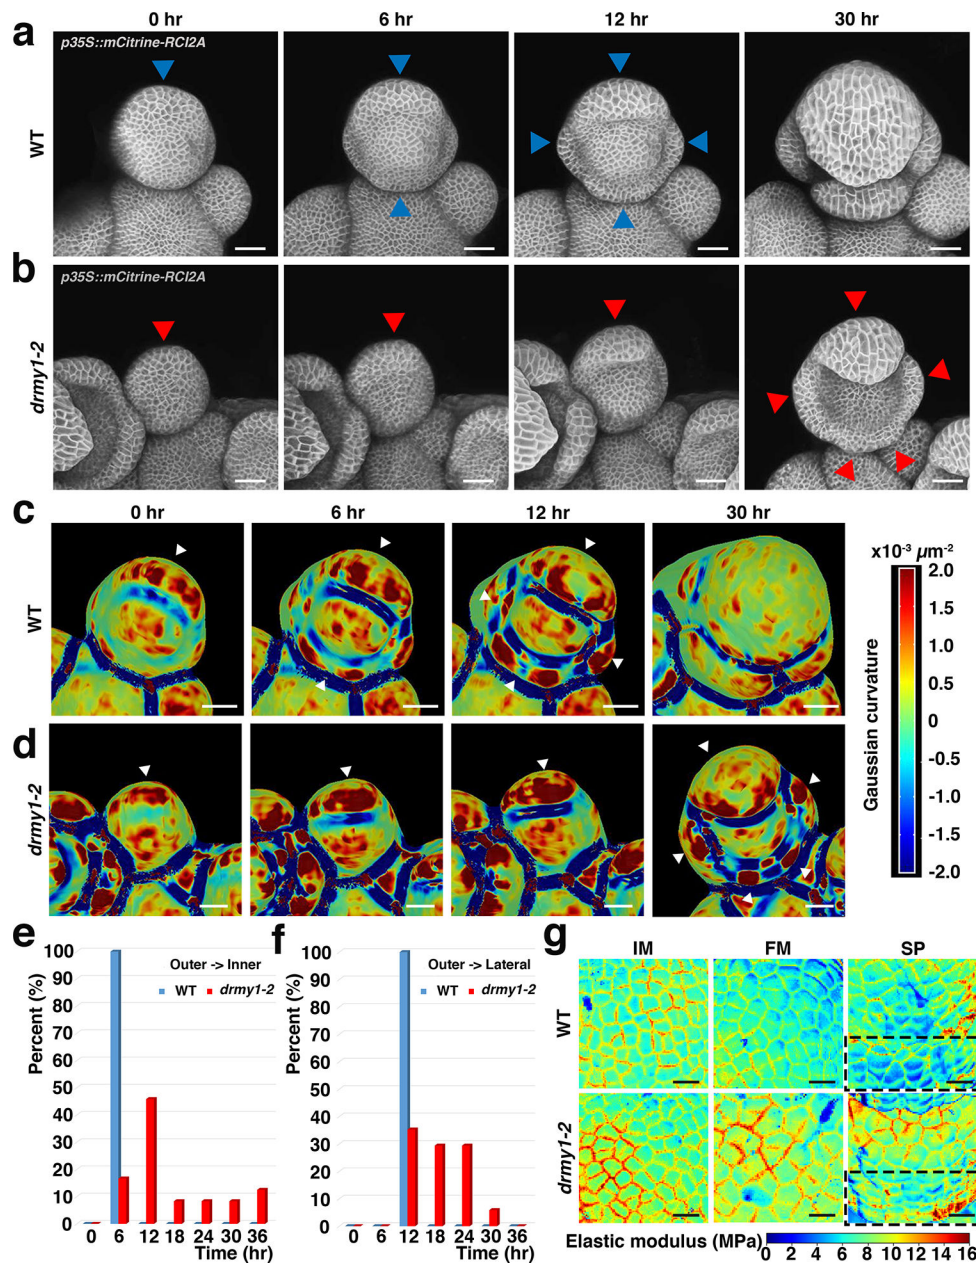 a
0 hr 6 hr 12 hr 30 hr
p35S::mCitrine-RCI2A
WT
b
p35S::mCitrine-RCI2A
drmy1-2
c
0 hr 6 hr 12 hr 30 hr
WT
d
drmy1-2
x10⁻³ µm⁻²
2.0
1.5
1.0
0.5
0
-0.5
-1.0
-1.5
-2.0
Gaussian curvature
e
Outer -> Inner
WT drmy1-2
Percent (%)
100
90
80
70
60
50
40
30
20
10
0
0 6 12 18 24 30 36
Time (hr)
f
Outer -> Lateral
WT drmy1-2
Percent (%)
100
90
80
70
60
50
40
30
20
10
0
0 6 12 18 24 30 36
Time (hr)
g
IM FM SP
WT
drmy1-2
Elastic modulus (MPa)
0 2 4 6 8 10 12 14 16